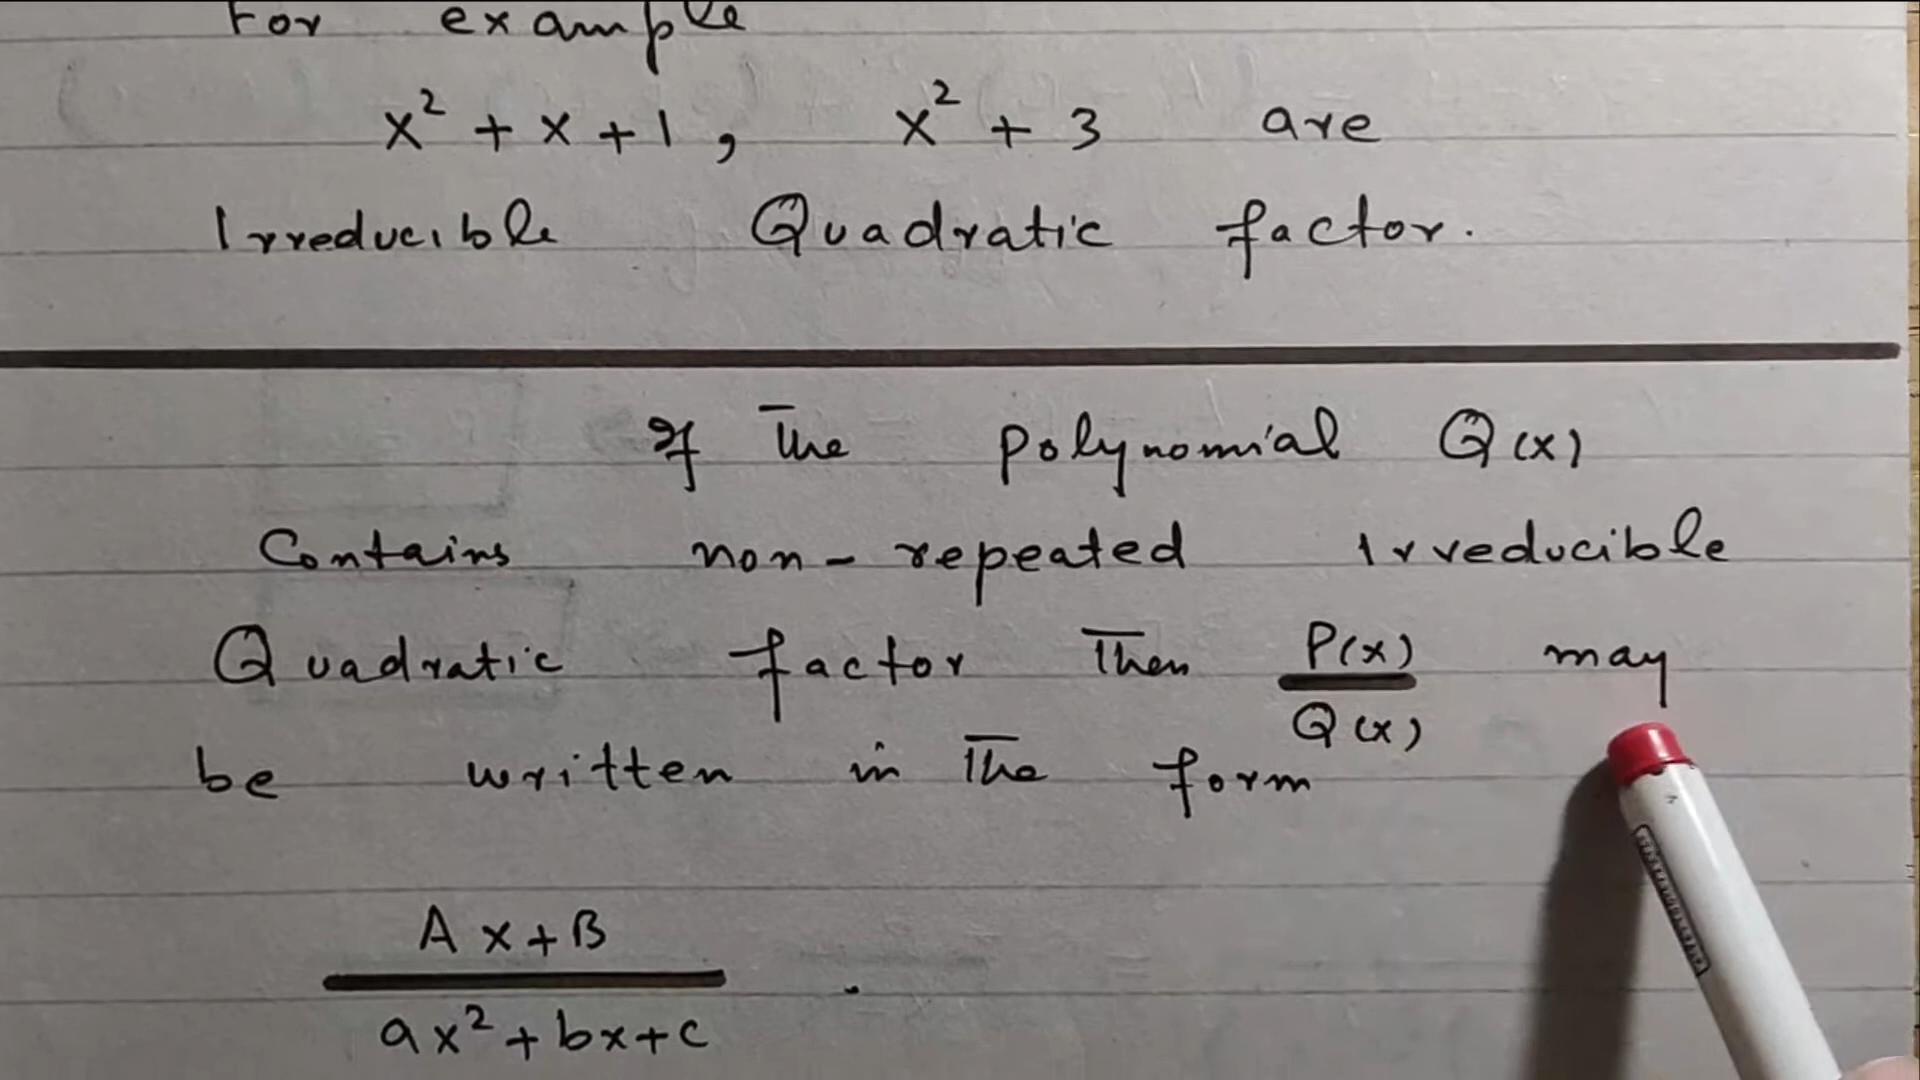 For example
x² + x + 1, x² + 3 are
Irreducible Quadratic factor.
If The polynomial Q(x)
Contains non-repeated Irreducible
Quadratic factor Then P(x)/Q(x) may
be written in The form
Ax+B
ax²+bx+c .